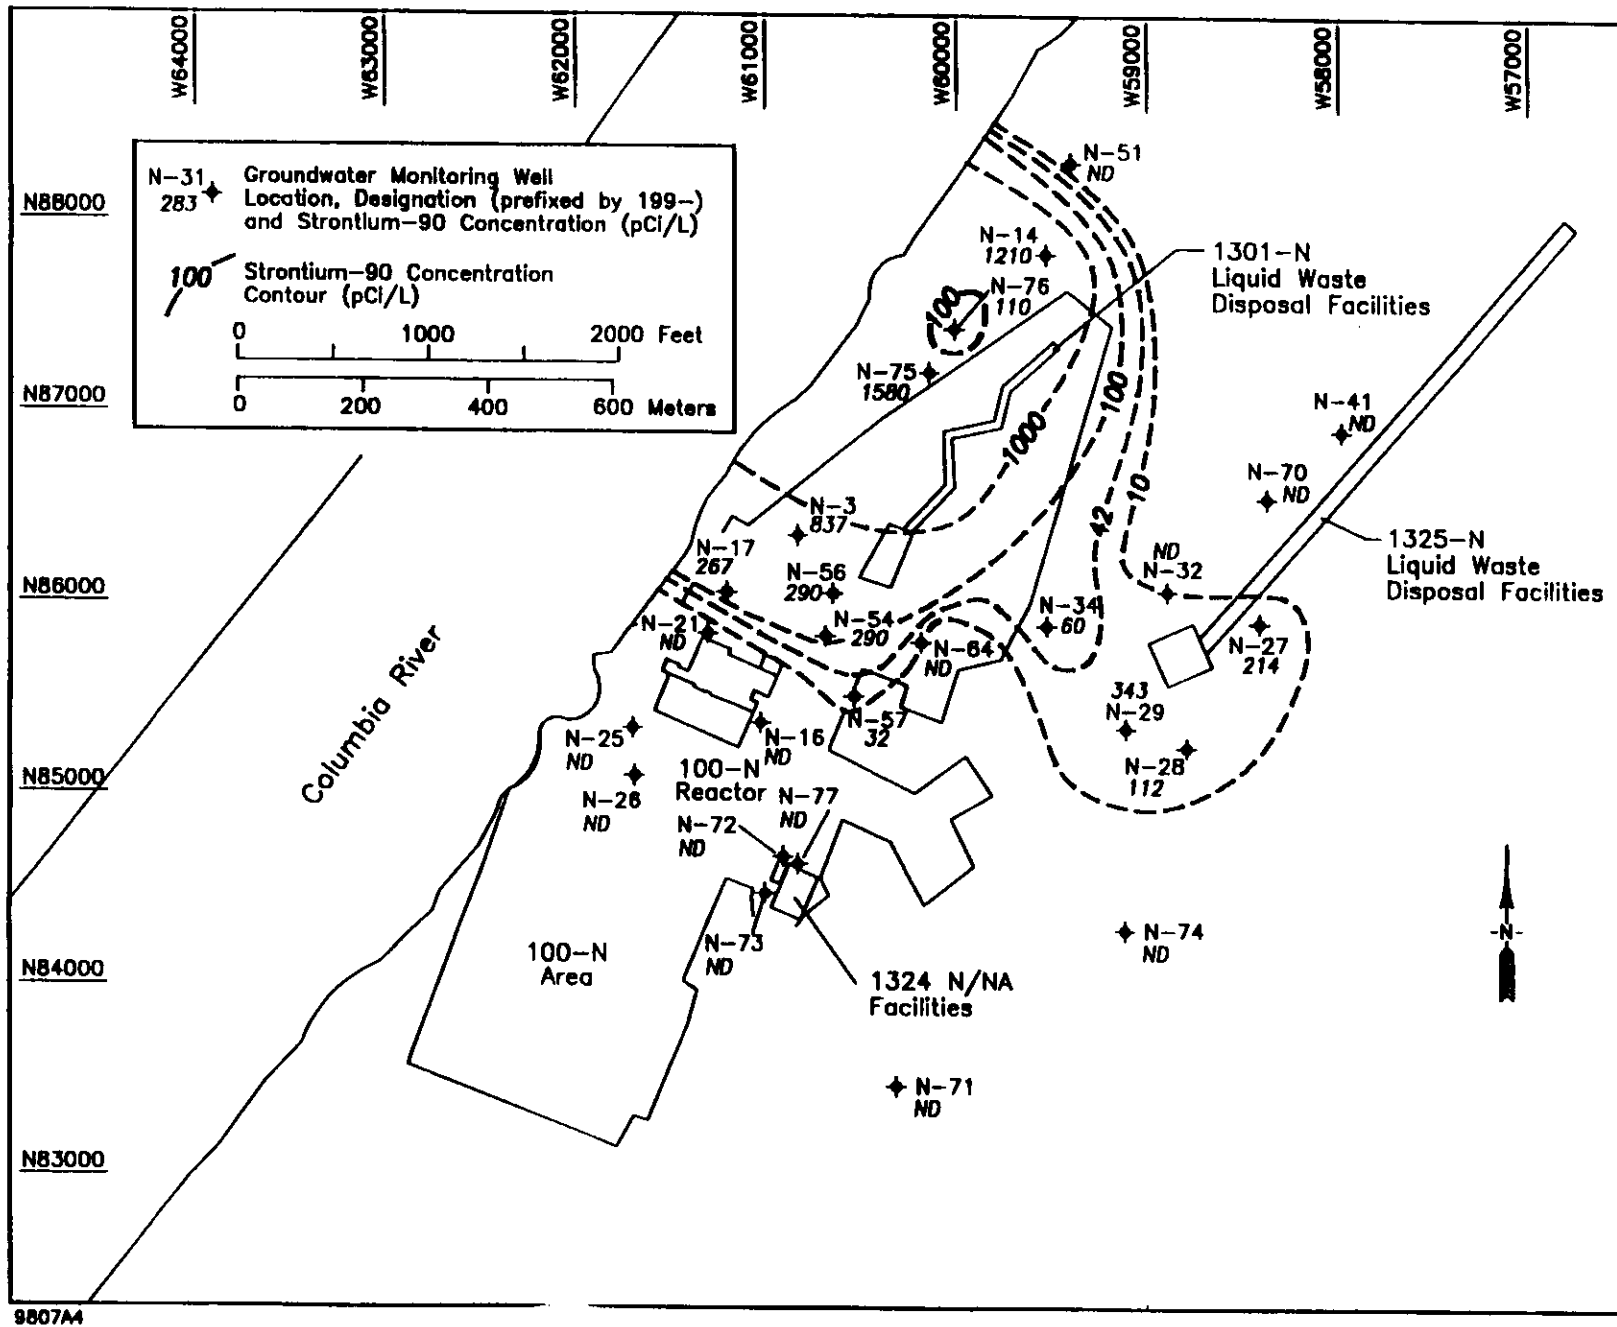 W64000
W63000
W62000
W61000
W60000
W59000
W58000
W57000
N-31
283
Groundwater Monitoring Well
Location, Designation (prefixed by 199-)
and Strontium-90 Concentration (pCi/L)
100
Strontium-90 Concentration
Contour (pCi/L)
0 1000 2000 Feet
0 200 400 600 Meters
N88000
N87000
N86000
N85000
N84000
N83000
N-51
ND
N-14
1210
1301-N
Liquid Waste
Disposal Facilities
N-76
110
100
N-75
1580
N-41
ND
1000
100
N-70
ND
10
42
N-3
837
1325-N
Liquid Waste
Disposal Facilities
N-17
267
N-56
290
ND
N-32
N-34
60
N-54
290
N-21
ND
N-64
ND
N-27
214
343
N-29
N-57
32
N-25
ND
N-16
ND
N-28
112
100-N
Reactor
N-26
ND
N-77
ND
N-72
ND
N-73
ND
N-74
ND
100-N
Area
1324 N/NA
Facilities
N-71
ND
Columbia River
-N-
9807A4